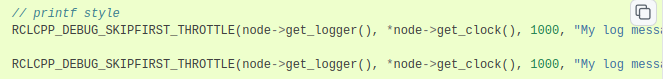 // printf style
RCLCPP_DEBUG_SKIPFIRST_THROTTLE(node->get_logger(), *node->get_clock(), 1000, "My log messa
RCLCPP_DEBUG_SKIPFIRST_THROTTLE(node->get_logger(), *node->get_clock(), 1000, "My log messa